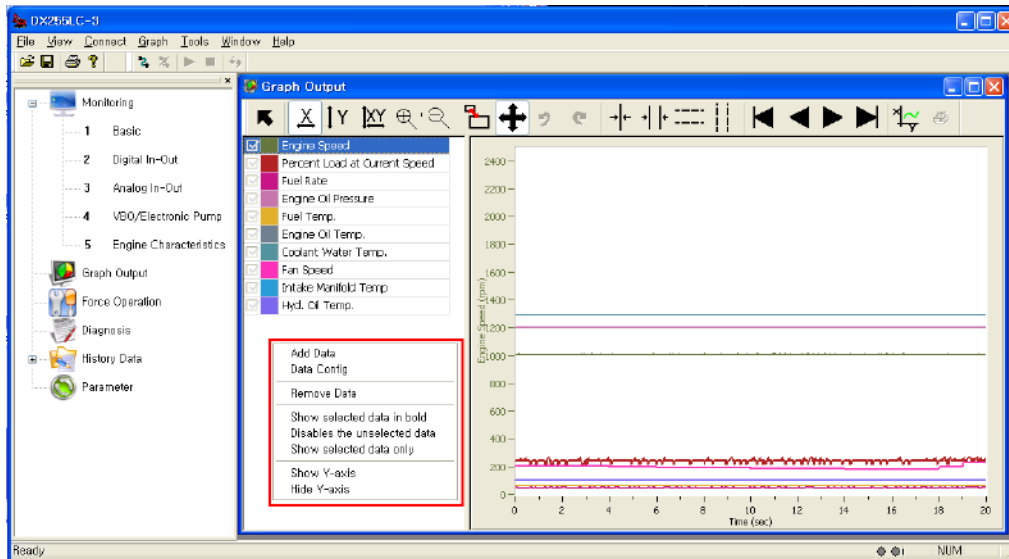 DX255LC-3
File View Connect Graph Tools Window Help
Monitoring
1 Basic
2 Digital In-Out
3 Analog In-Out
4 VBO/Electronic Pump
5 Engine Characteristics
Graph Output
Force Operation
Diagnosis
History Data
Parameter
Graph Output
X Y XY
Engine Speed
Percent Load at Current Speed
Fuel Rate
Engine Oil Pressure
Fuel Temp.
Engine Oil Temp.
Coolant Water Temp.
Fan Speed
Intake Manifold Temp
Hyd. Oil Temp.
Add Data
Data Config
Remove Data
Show selected data in bold
Disables the unselected data
Show selected data only
Show Y-axis
Hide Y-axis
Engine Speed (rpm)
2400
2200
2000
1800
1600
1400
1200
1000
800
600
400
200
0
0 2 4 6 8 10 12 14 16 18 20
Time (sec)
Ready
NUM